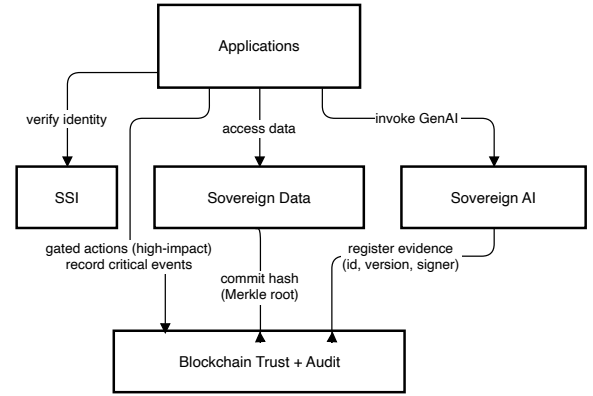 Applications
verify identity
access data
invoke GenAI
SSI
Sovereign Data
Sovereign AI
gated actions (high-impact)
record critical events
commit hash
(Merkle root)
register evidence
(id, version, signer)
Blockchain Trust + Audit